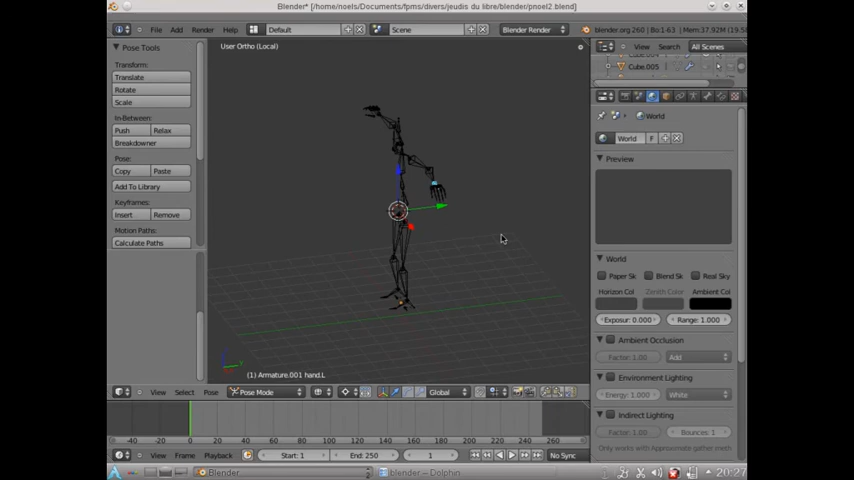 Blender* [/home/noels/Documents/fpms/divers/jeudis du libre/blender/pnoel2.blend]
File Add Render Help Default Scene Blender Render blender.org 260 | Bo:1-63 | Mem:37.92M
View Search All Scenes
Pose Tools
User Ortho (Local)
Cube.005
Transform:
Translate
Rotate
Scale
World
World F
In-Between:
Push Relax
Breakdowner
Preview
Pose:
Copy Paste
Add To Library
Keyframes:
Insert Remove
Motion Paths:
Calculate Paths
World
Paper Sk Blend Sk Real Sky
Horizon Col Zenith Color Ambient Col
Exposur: 0.000 Range: 1.000
Ambient Occlusion
Factor: 1.00 Add
(1) Armature.001 hand.L
Environment Lighting
View Select Pose Pose Mode Global
Energy: 1.000 White
Indirect Lighting
Factor: 1.00 Bounces: 1
-40 -20 0 20 40 60 80 100 120 140 160 180 200 220 240 260
Only works with Approximate gather meth
View Frame Playback Start: 1 End: 250 1 No Sync
Blender blender - Dolphin 20:27